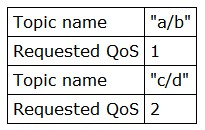 Topic name "a/b"
Requested QoS 1
Topic name "c/d"
Requested QoS 2